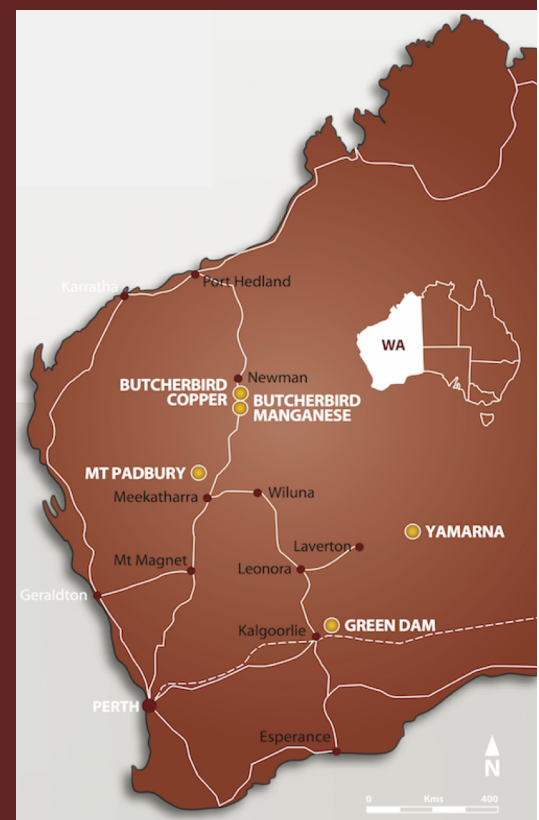 Karratha
Port Hedland
WA
Newman
BUTCHERBIRD
COPPER
BUTCHERBIRD
MANGANESE
MT PADBURY
Meekatharra
Wiluna
YAMARNA
Laverton
Mt Magnet
Leonora
Geraldton
GREEN DAM
Kalgoorlie
PERTH
Esperance
N
0 Kms 400